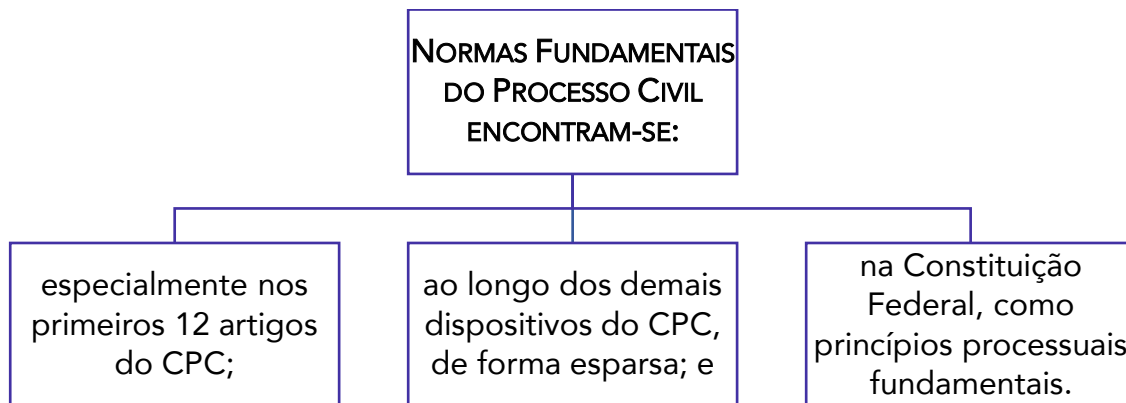 NORMAS FUNDAMENTAIS
DO PROCESSO CIVIL
ENCONTRAM-SE:
especialmente nos
primeiros 12 artigos
do CPC;
ao longo dos demais
dispositivos do CPC,
de forma esparsa; e
na Constituição
Federal, como
princípios processuais
fundamentais.